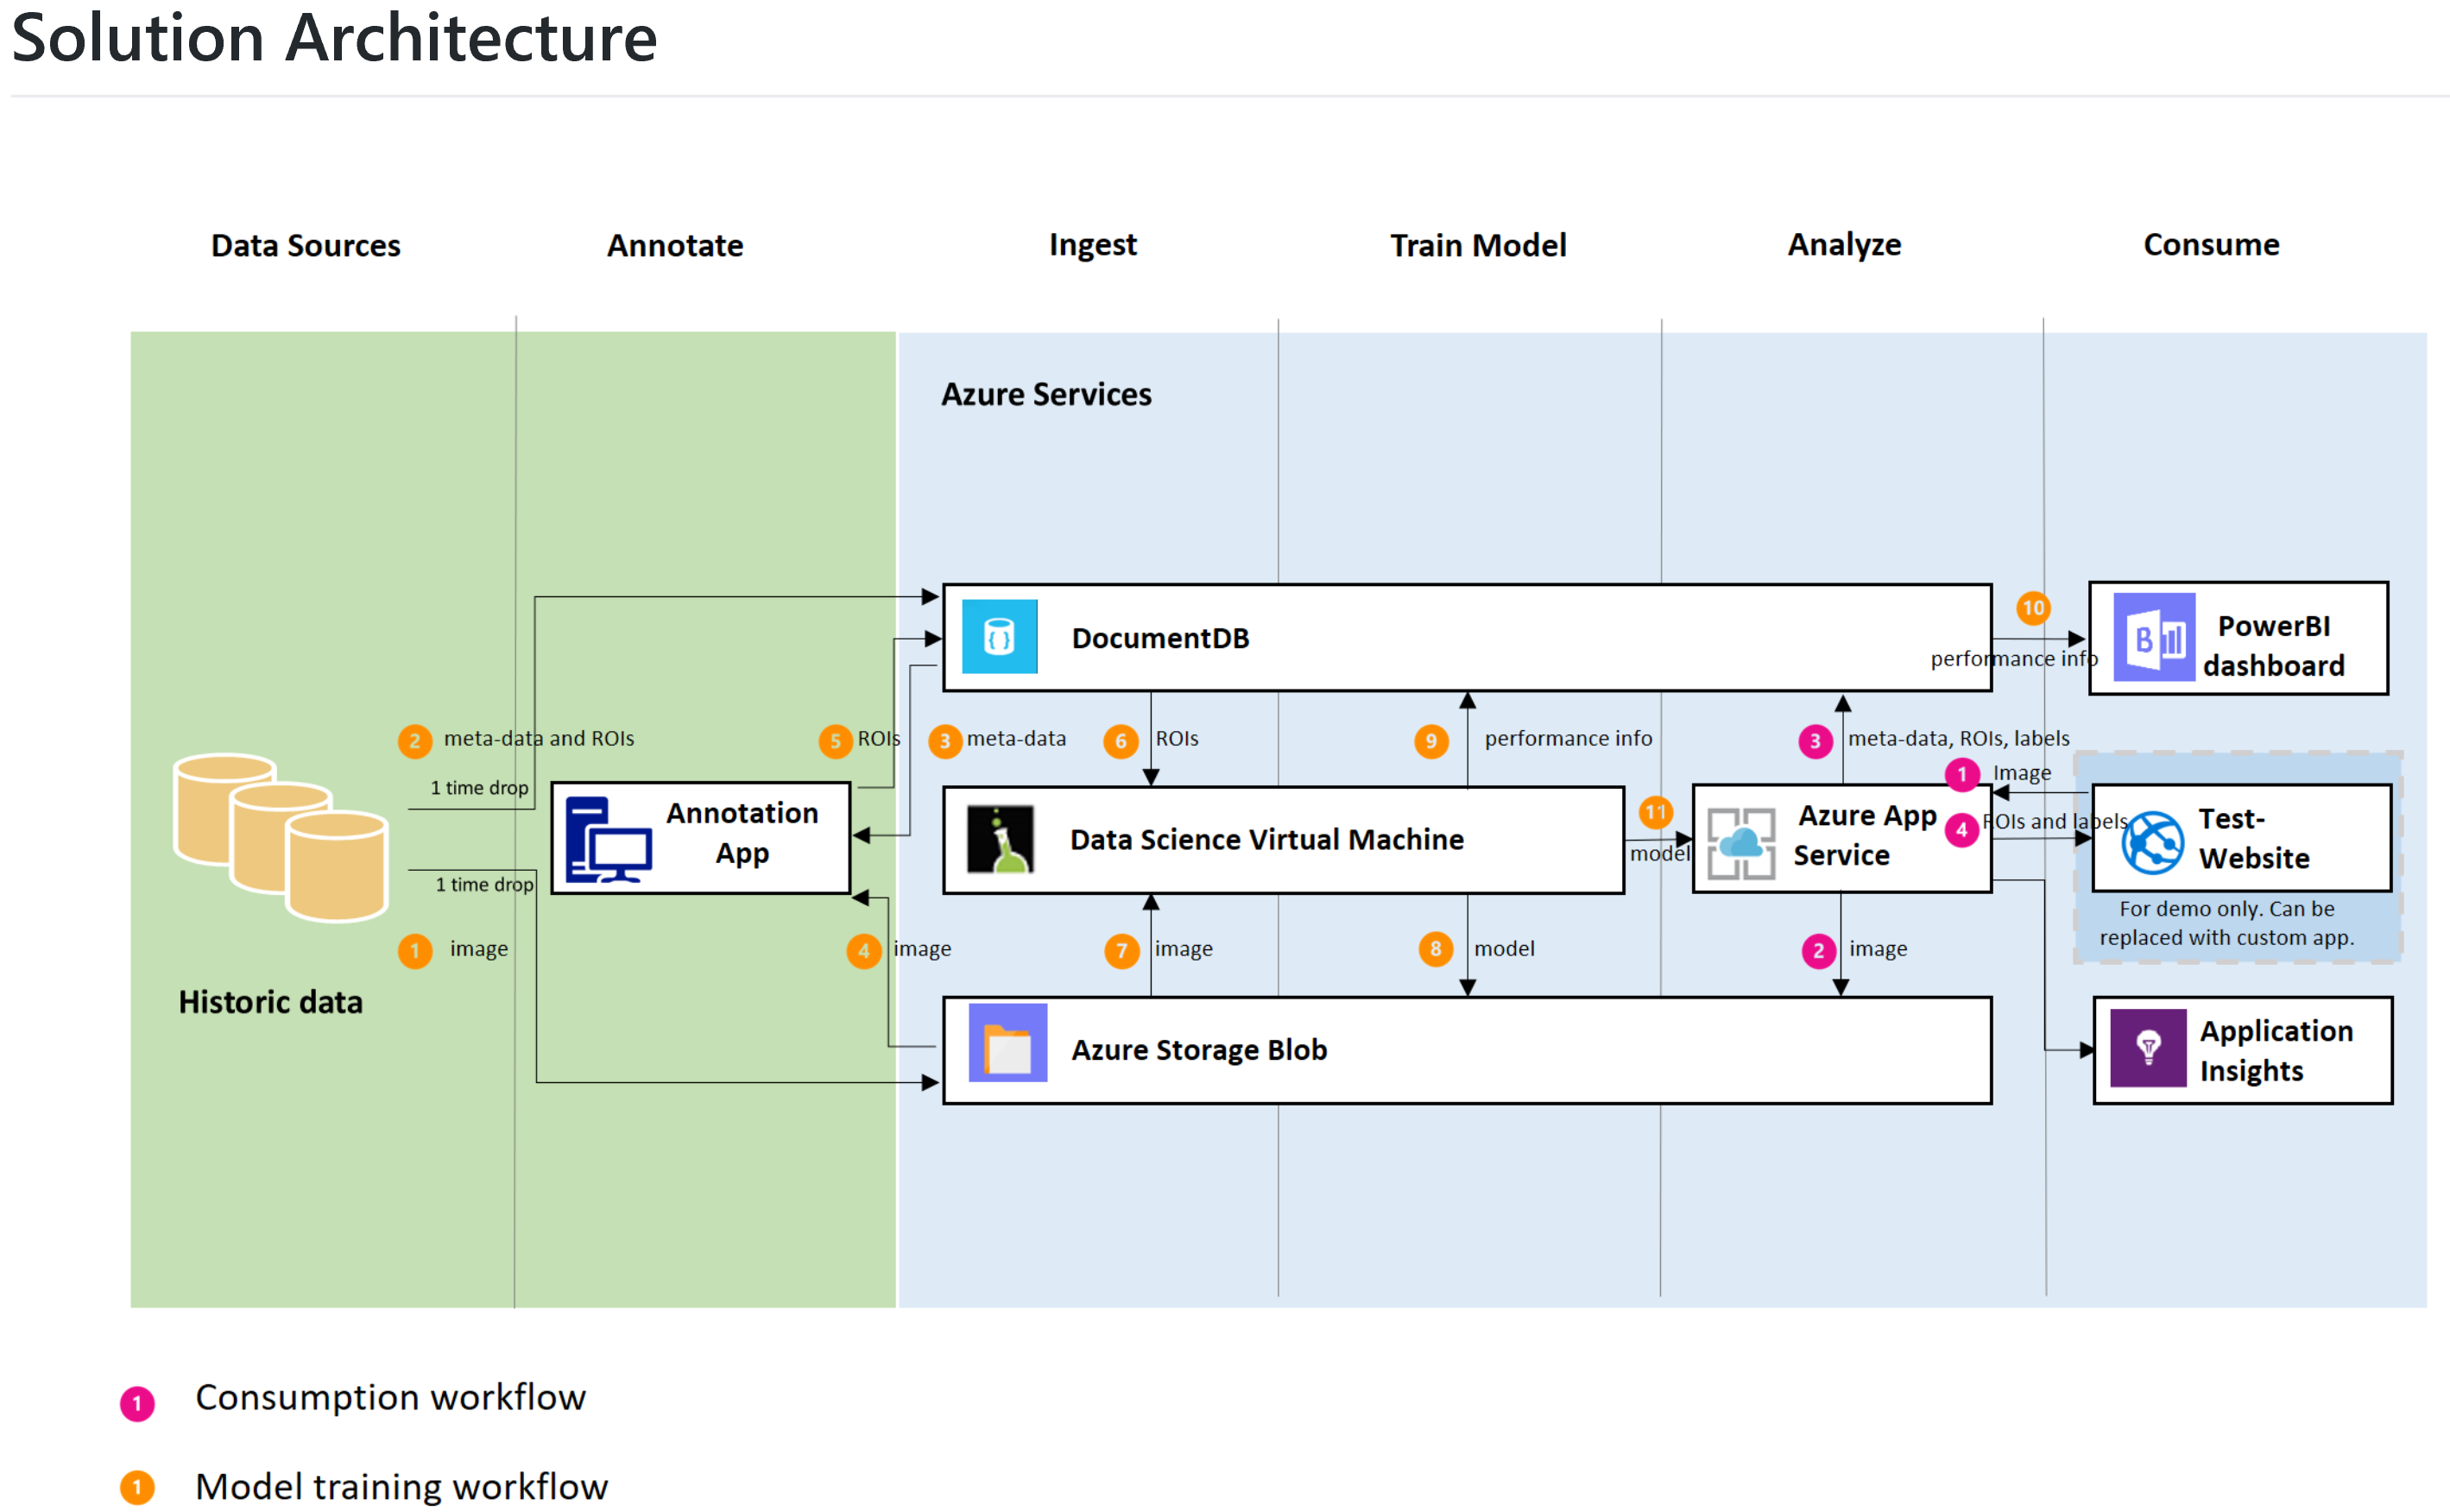 Solution Architecture
Data Sources
Annotate
Ingest
Train Model
Analyze
Consume
Azure Services
DocumentDB
10
performance info
PowerBI
dashboard
2 meta-data and ROIs
5 ROIs
3 meta-data
6 ROIs
9 performance info
3 meta-data, ROIs, labels
1 time drop
Annotation
App
Data Science Virtual Machine
11
model
Azure App
Service
1 Image
4 ROIs and labels
Test-
Website
For demo only. Can be
replaced with custom app.
1 time drop
1 image
4 image
7 image
8 model
2 image
Historic data
Azure Storage Blob
Application
Insights
1 Consumption workflow
1 Model training workflow